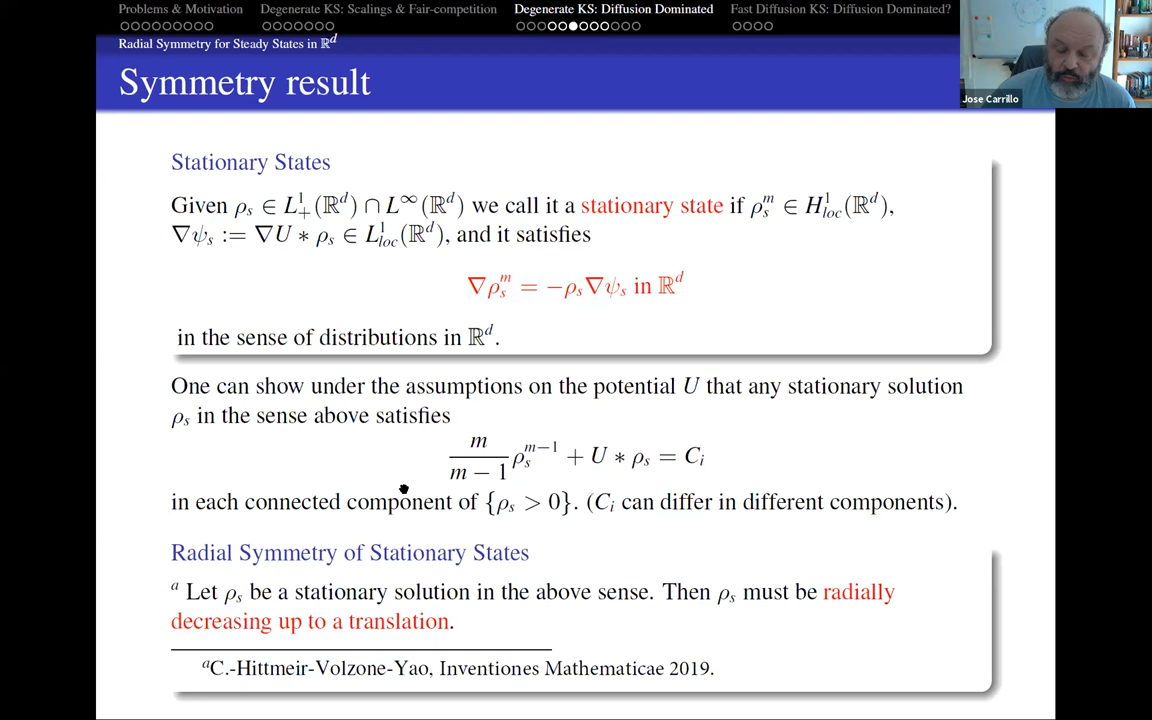 Problems & Motivation
Degenerate KS: Scalings & Fair-competition
Degenerate KS: Diffusion Dominated
Fast Diffusion KS: Diffusion Dominated?
Radial Symmetry for Steady States in ℝ^d
Symmetry result
Jose Carrillo
Stationary States
Given ρ_s ∈ L^1_+(ℝ^d) ∩ L^∞(ℝ^d) we call it a stationary state if ρ_s^m ∈ H^1_{loc}(ℝ^d),
∇ψ_s := ∇U ∗ ρ_s ∈ L^1_{loc}(ℝ^d), and it satisfies
∇ρ_s^m = −ρ_s∇ψ_s in ℝ^d
in the sense of distributions in ℝ^d.
One can show under the assumptions on the potential U that any stationary solution
ρ_s in the sense above satisfies
m/(m − 1) ρ_s^{m−1} + U ∗ ρ_s = C_i
in each connected component of {ρ_s > 0}. (C_i can differ in different components).
Radial Symmetry of Stationary States
^a Let ρ_s be a stationary solution in the above sense. Then ρ_s must be radially
decreasing up to a translation.
^aC.-Hittmeir-Volzone-Yao, Inventiones Mathematicae 2019.